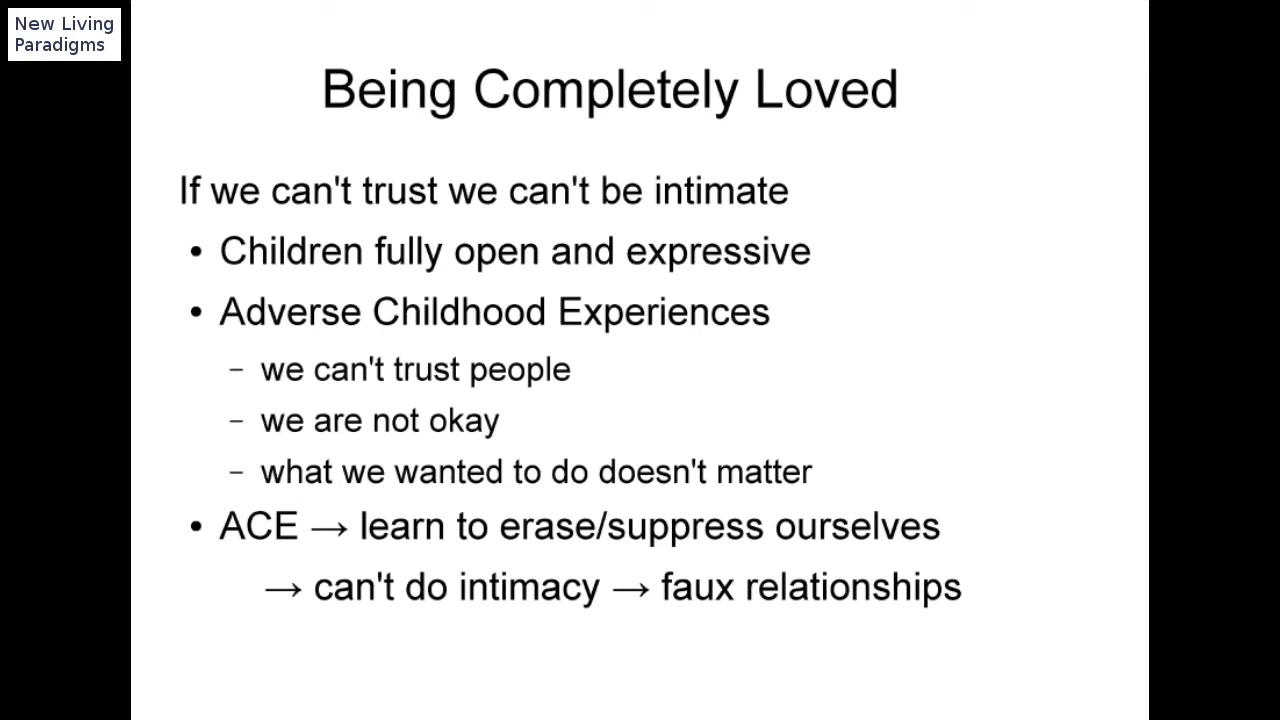 New Living
Paradigms
Being Completely Loved
If we can't trust we can't be intimate
• Children fully open and expressive
• Adverse Childhood Experiences
– we can't trust people
– we are not okay
– what we wanted to do doesn't matter
• ACE → learn to erase/suppress ourselves
→ can't do intimacy → faux relationships